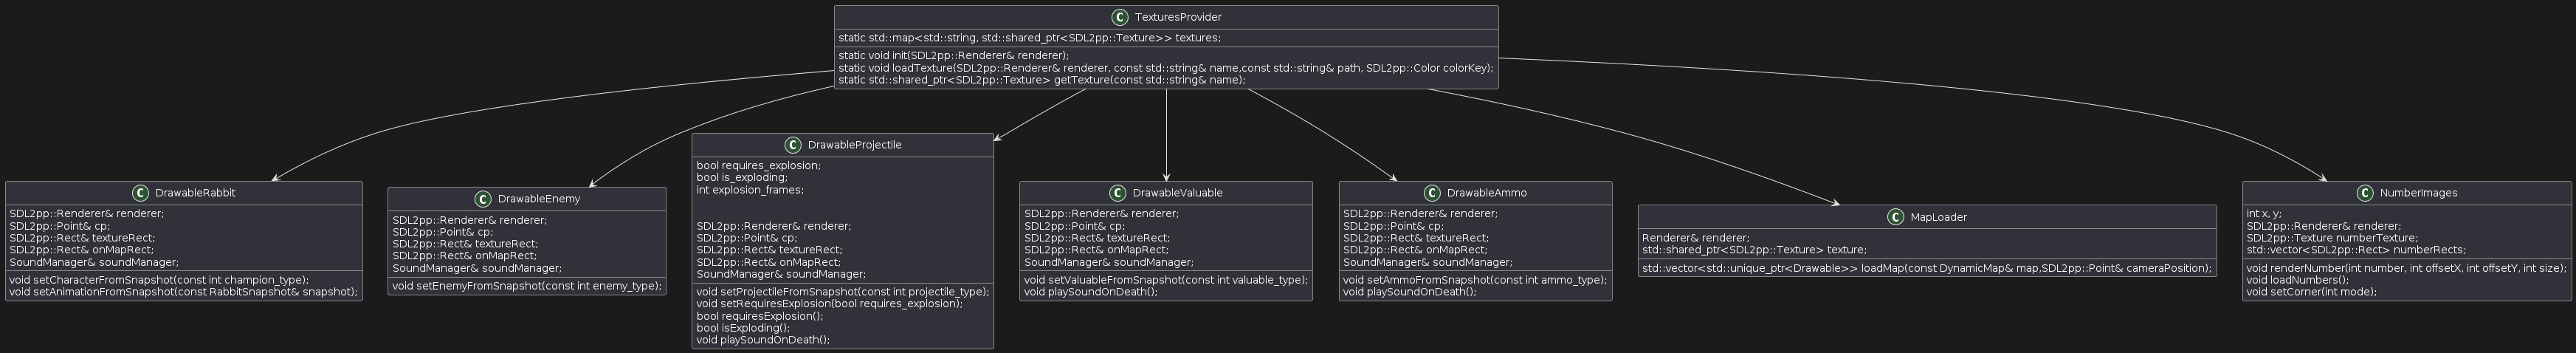 C TexturesProvider
static std::map<std::string, std::shared_ptr<SDL2pp::Texture>> textures;
static void init(SDL2pp::Renderer& renderer);
static void loadTexture(SDL2pp::Renderer& renderer, const std::string& name,const std::string& path, SDL2pp::Color colorKey);
static std::shared_ptr<SDL2pp::Texture> getTexture(const std::string& name);
C DrawableRabbit
SDL2pp::Renderer& renderer;
SDL2pp::Point& cp;
SDL2pp::Rect& textureRect;
SDL2pp::Rect& onMapRect;
SoundManager& soundManager;
void setCharacterFromSnapshot(const int champion_type);
void setAnimationFromSnapshot(const RabbitSnapshot& snapshot);
C DrawableEnemy
SDL2pp::Renderer& renderer;
SDL2pp::Point& cp;
SDL2pp::Rect& textureRect;
SDL2pp::Rect& onMapRect;
SoundManager& soundManager;
void setEnemyFromSnapshot(const int enemy_type);
C DrawableProjectile
bool requires_explosion;
bool is_exploding;
int explosion_frames;
SDL2pp::Renderer& renderer;
SDL2pp::Point& cp;
SDL2pp::Rect& textureRect;
SDL2pp::Rect& onMapRect;
SoundManager& soundManager;
void setProjectileFromSnapshot(const int projectile_type);
void setRequiresExplosion(bool requires_explosion);
bool requiresExplosion();
bool isExploding();
void playSoundOnDeath();
C DrawableValuable
SDL2pp::Renderer& renderer;
SDL2pp::Point& cp;
SDL2pp::Rect& textureRect;
SDL2pp::Rect& onMapRect;
SoundManager& soundManager;
void setValuableFromSnapshot(const int valuable_type);
void playSoundOnDeath();
C DrawableAmmo
SDL2pp::Renderer& renderer;
SDL2pp::Point& cp;
SDL2pp::Rect& textureRect;
SDL2pp::Rect& onMapRect;
SoundManager& soundManager;
void setAmmoFromSnapshot(const int ammo_type);
void playSoundOnDeath();
C MapLoader
Renderer& renderer;
std::shared_ptr<SDL2pp::Texture> texture;
std::vector<std::unique_ptr<Drawable>> loadMap(const DynamicMap& map,SDL2pp::Point& cameraPosition);
C NumberImages
int x, y;
SDL2pp::Renderer& renderer;
SDL2pp::Texture numberTexture;
std::vector<SDL2pp::Rect> numberRects;
void renderNumber(int number, int offsetX, int offsetY, int size);
void loadNumbers();
void setCorner(int mode);